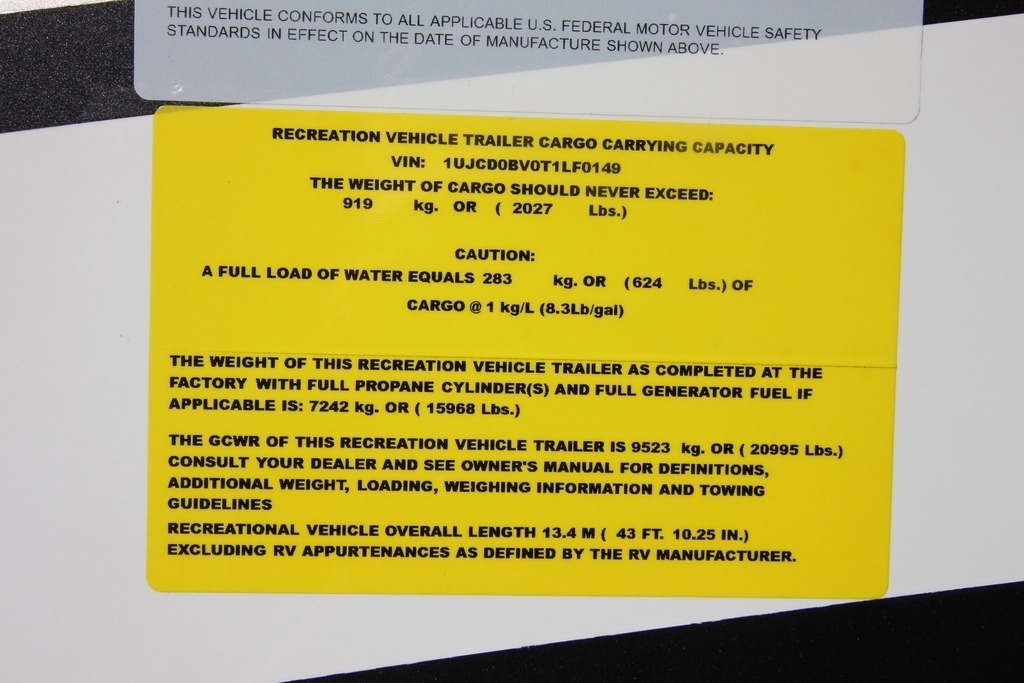 THIS VEHICLE CONFORMS TO ALL APPLICABLE U.S. FEDERAL MOTOR VEHICLE SAFETY
STANDARDS IN EFFECT ON THE DATE OF MANUFACTURE SHOWN ABOVE.
RECREATION VEHICLE TRAILER CARGO CARRYING CAPACITY
VIN: 1UJCD0BV0T1LF0149
THE WEIGHT OF CARGO SHOULD NEVER EXCEED:
919 kg. OR ( 2027 Lbs.)
CAUTION:
A FULL LOAD OF WATER EQUALS 283 kg. OR (624 Lbs.) OF
CARGO @ 1 kg/L (8.3Lb/gal)
THE WEIGHT OF THIS RECREATION VEHICLE TRAILER AS COMPLETED AT THE
FACTORY WITH FULL PROPANE CYLINDER(S) AND FULL GENERATOR FUEL IF
APPLICABLE IS: 7242 kg. OR ( 15968 Lbs.)
THE GCWR OF THIS RECREATION VEHICLE TRAILER IS 9523 kg. OR ( 20995 Lbs.)
CONSULT YOUR DEALER AND SEE OWNER'S MANUAL FOR DEFINITIONS,
ADDITIONAL WEIGHT, LOADING, WEIGHING INFORMATION AND TOWING
GUIDELINES
RECREATIONAL VEHICLE OVERALL LENGTH 13.4 M ( 43 FT. 10.25 IN.)
EXCLUDING RV APPURTENANCES AS DEFINED BY THE RV MANUFACTURER.